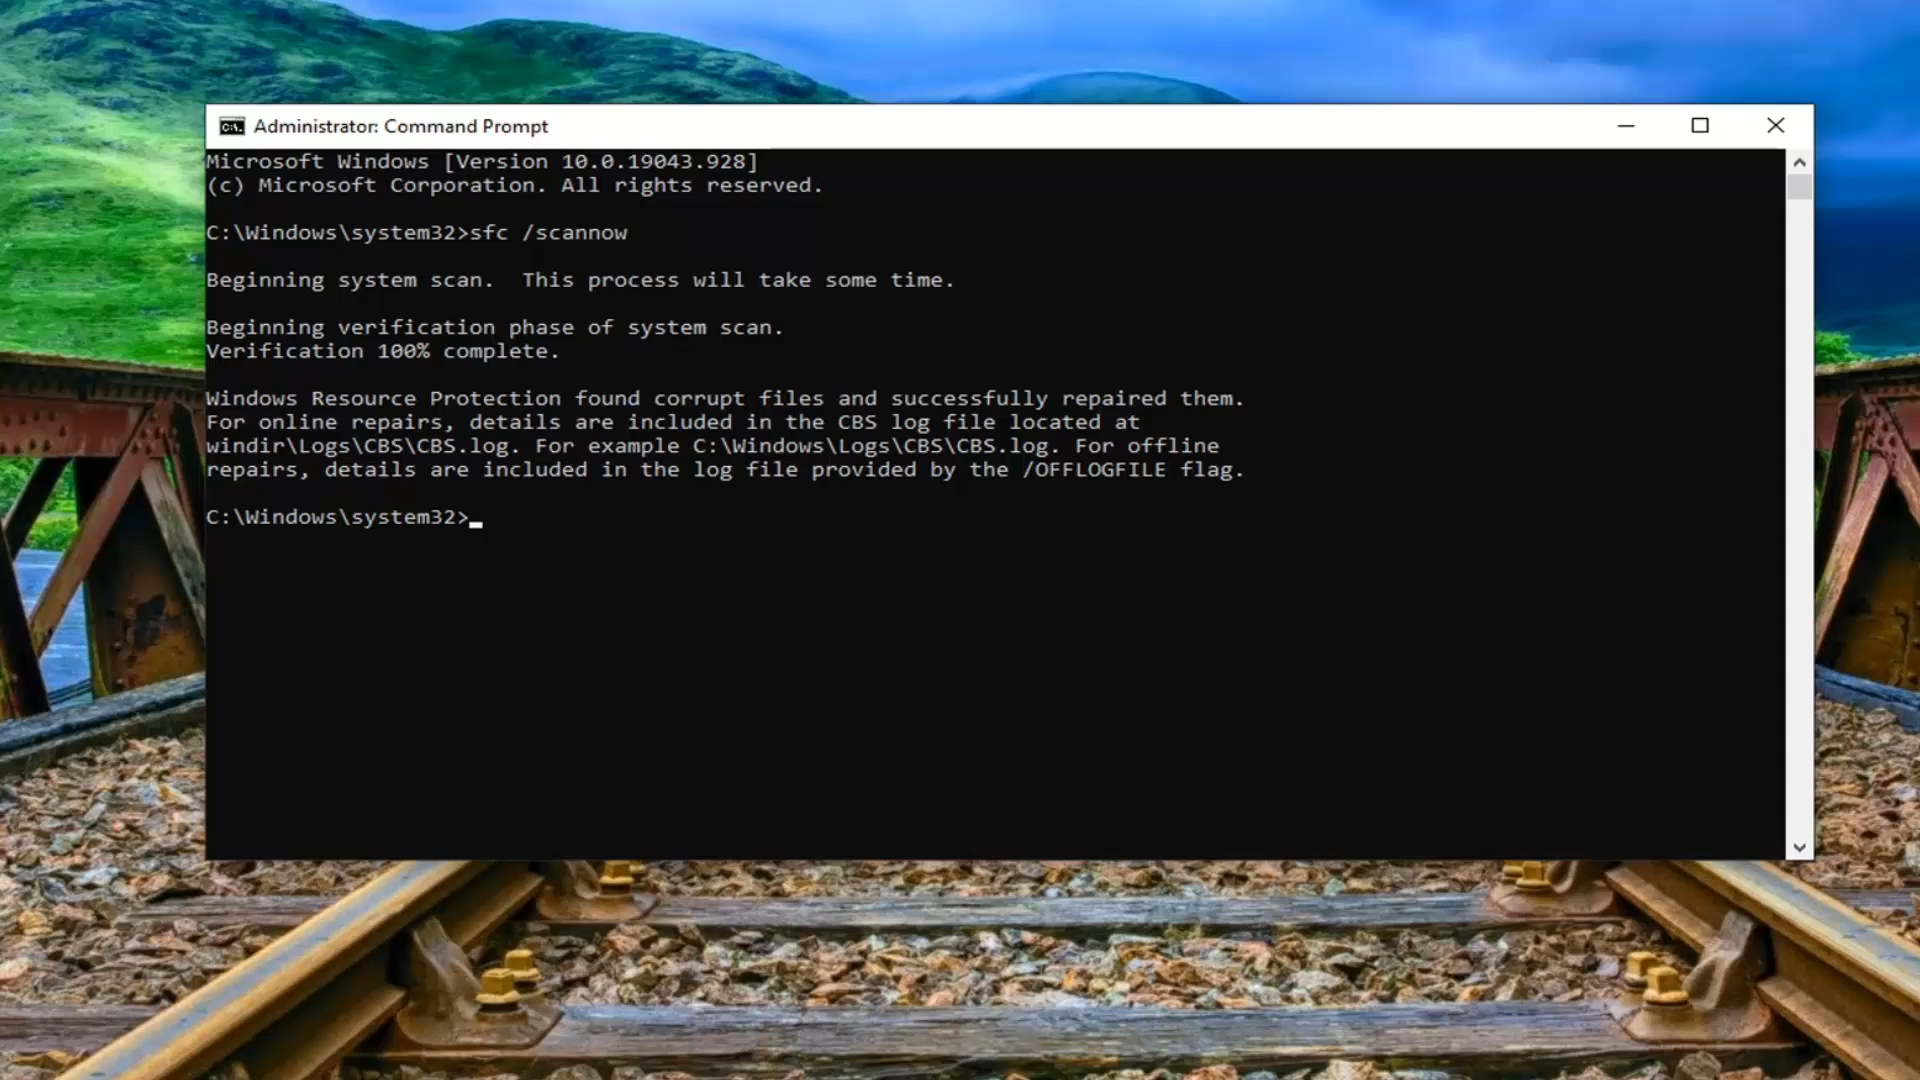 Administrator: Command Prompt
Microsoft Windows [Version 10.0.19043.928]
(c) Microsoft Corporation. All rights reserved.
C:\Windows\system32>sfc /scannow
Beginning system scan.  This process will take some time.
Beginning verification phase of system scan.
Verification 100% complete.
Windows Resource Protection found corrupt files and successfully repaired them.
For online repairs, details are included in the CBS log file located at
windir\Logs\CBS\CBS.log. For example C:\Windows\Logs\CBS\CBS.log. For offline
repairs, details are included in the log file provided by the /OFFLOGFILE flag.
C:\Windows\system32>